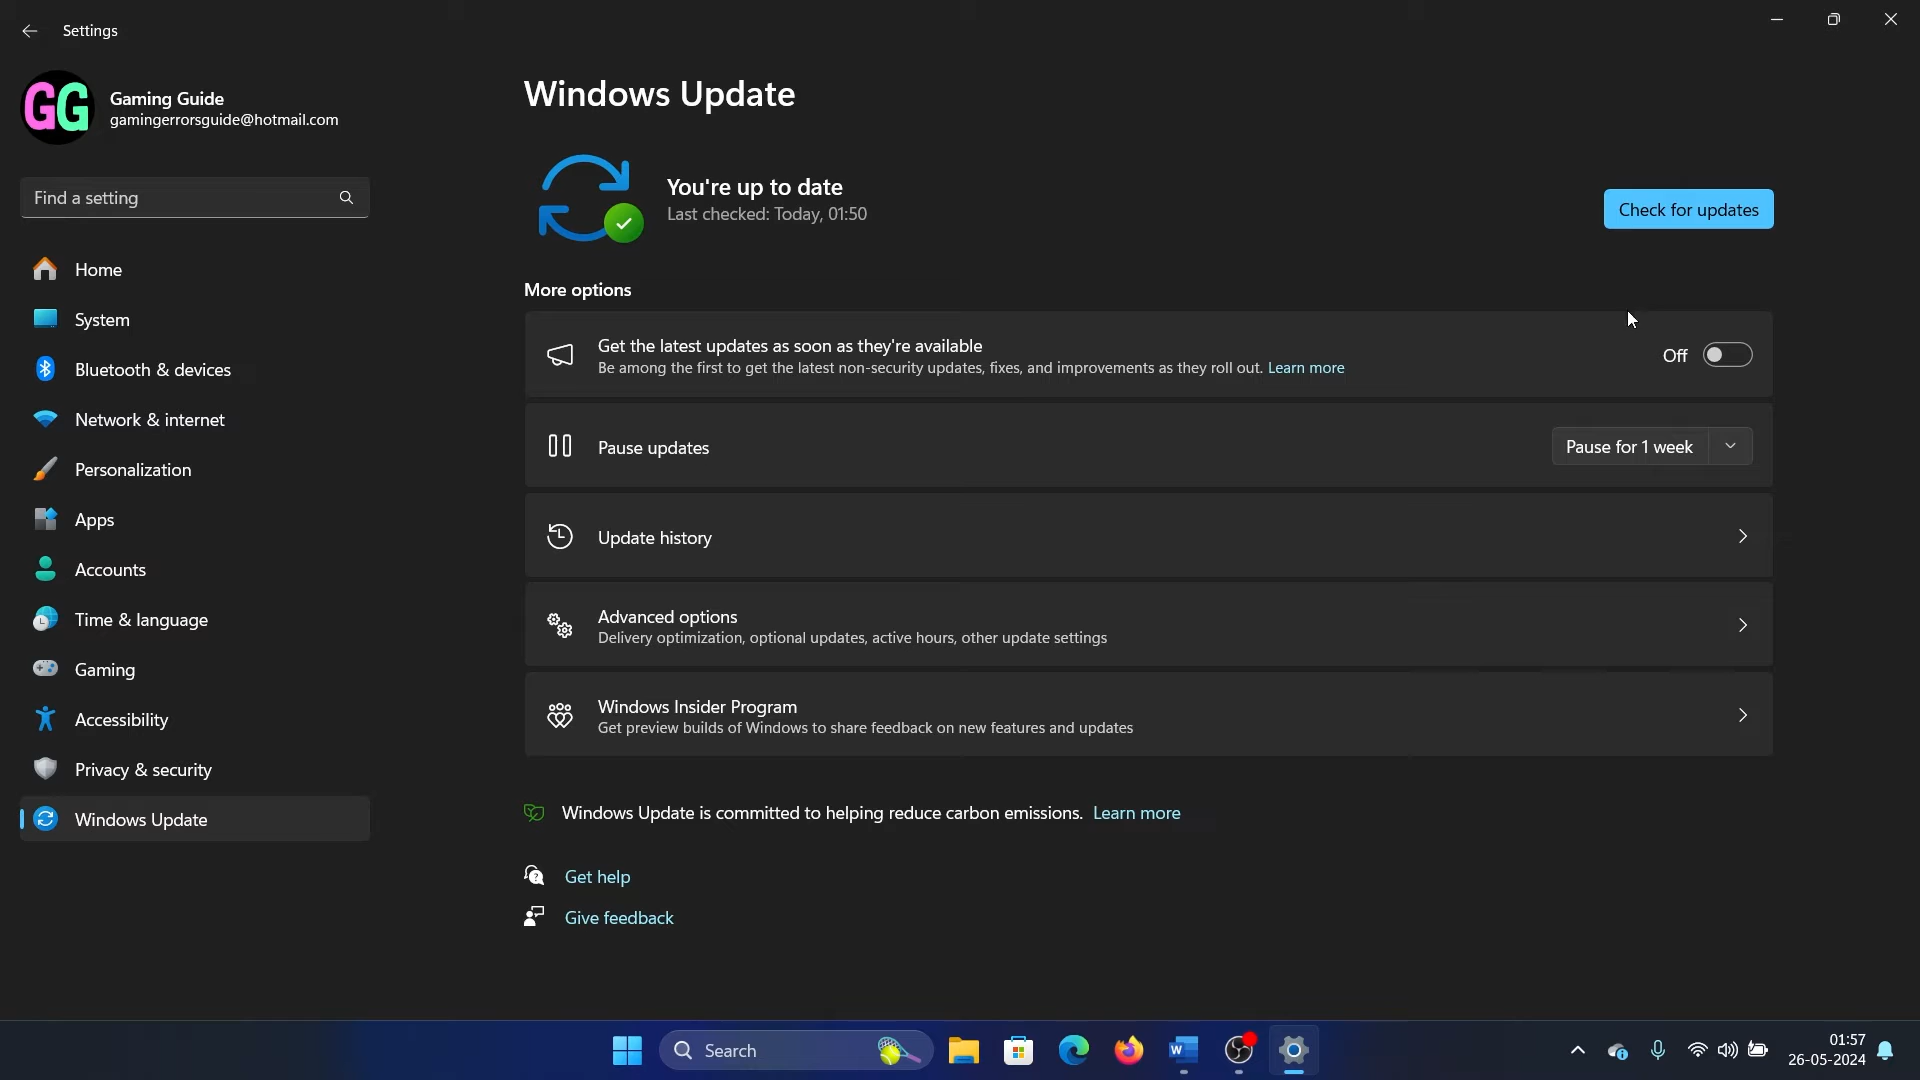 Settings
GG
Gaming Guide
gamingerrorsguide@hotmail.com
Find a setting
Home
System
Bluetooth & devices
Network & internet
Personalization
Apps
Accounts
Time & language
Gaming
Accessibility
Privacy & security
Windows Update
Windows Update
You're up to date
Last checked: Today, 01:50
Check for updates
More options
Get the latest updates as soon as they're available
Be among the first to get the latest non-security updates, fixes, and improvements as they roll out. Learn more
Off
Pause updates
Pause for 1 week
Update history
Advanced options
Delivery optimization, optional updates, active hours, other update settings
Windows Insider Program
Get preview builds of Windows to share feedback on new features and updates
Windows Update is committed to helping reduce carbon emissions. Learn more
Get help
Give feedback
Search
W
01:57
26-05-2024